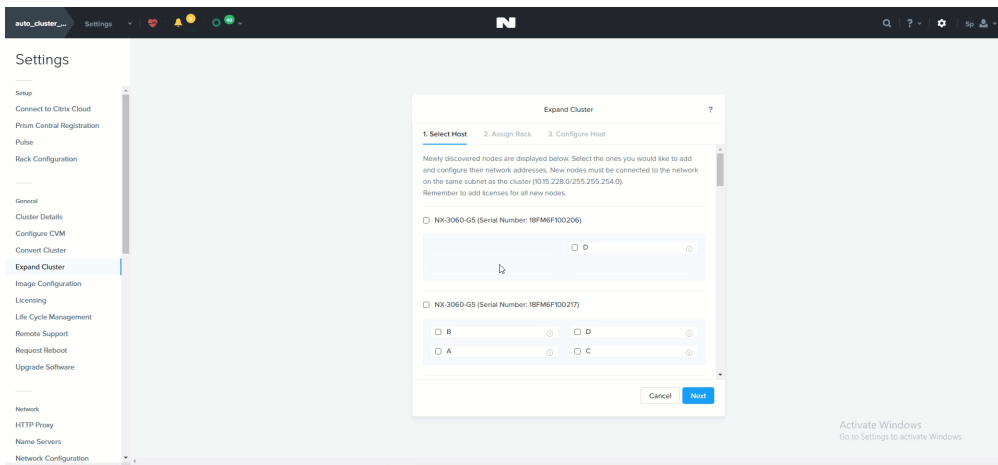 auto_cluster_... Settings
40
? Sp
Settings
Setup
Connect to Citrix Cloud
Prism Central Registration
Pulse
Rack Configuration
General
Cluster Details
Configure CVM
Convert Cluster
Expand Cluster
Image Configuration
Licensing
Life Cycle Management
Remote Support
Request Reboot
Upgrade Software
Network
HTTP Proxy
Name Servers
Network Configuration
Expand Cluster ?
1. Select Host 2. Assign Rack 3. Configure Host
Newly discovered nodes are displayed below. Select the ones you would like to add
and configure their network addresses. New nodes must be connected to the network
on the same subnet as the cluster (10.15.228.0/255.255.254.0).
Remember to add licenses for all new nodes.
NX-3060-G5 (Serial Number: 18FM6F100206)
D
NX-3060-G5 (Serial Number: 18FM6F100217)
B D
A C
Cancel Next
Activate Windows
Go to Settings to activate Windows.